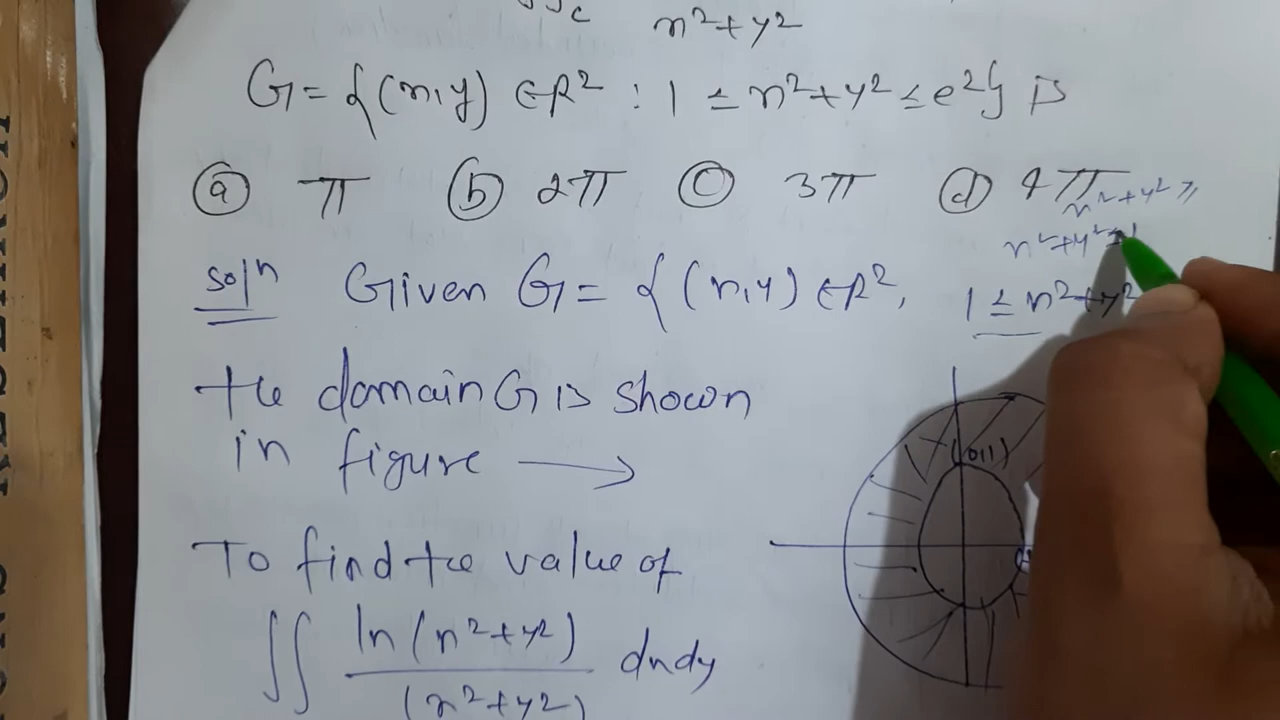 x²+y²
G = {(x,y) ∈ R² : 1 ≤ x²+y² ≤ e²} is
(a) π (b) 2π (c) 3π (d) 4π
x²+y² ≥
x²+y²
Soln Given G = {(x,y) ∈ R², 1 ≤ x²+y²
the domain G is shown
in figure →
(0,1)
To find the value of
∬ ln(x²+y²) / (x²+y²) dxdy